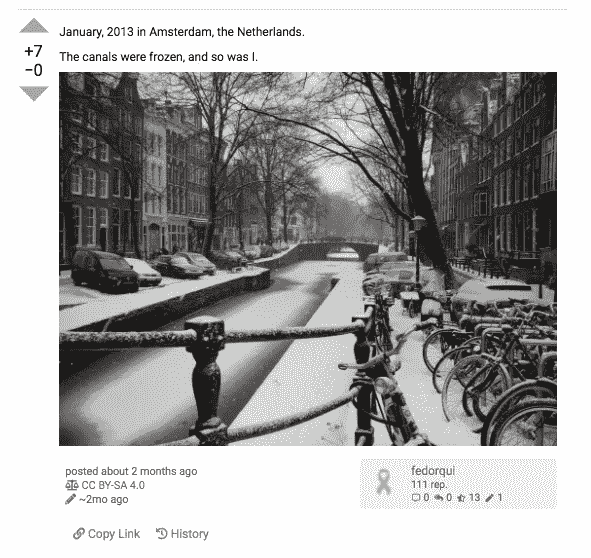 January, 2013 in Amsterdam, the Netherlands.
+7
−0
The canals were frozen, and so was I.
posted about 2 months ago
CC BY-SA 4.0
~2mo ago
fedorqui
111 rep.
0 0 13 1
Copy Link History